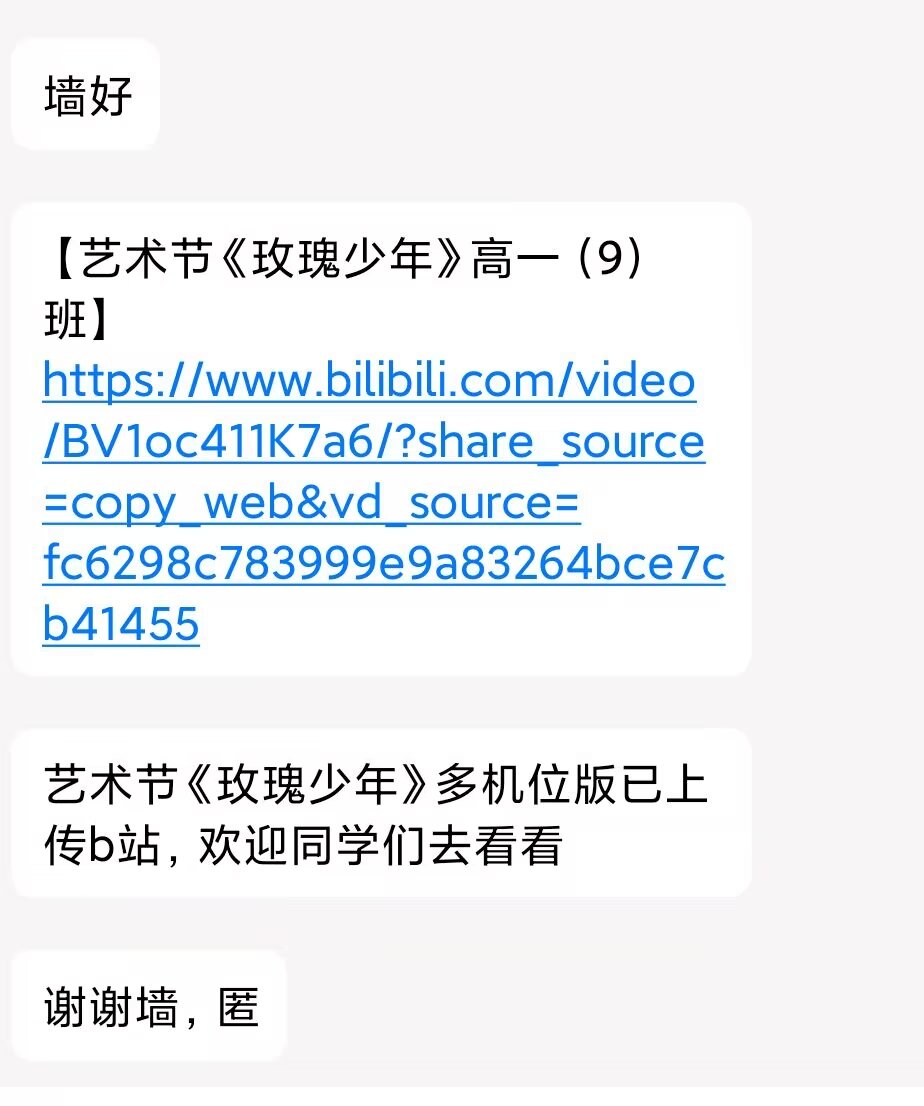 墙好
【艺术节《玫瑰少年》高一（9）
班】
https://www.bilibili.com/video
/BV1oc411K7a6/?share_source
=copy_web&vd_source=
fc6298c783999e9a83264bce7c
b41455
艺术节《玫瑰少年》多机位版已上
传b站，欢迎同学们去看看
谢谢墙，匿